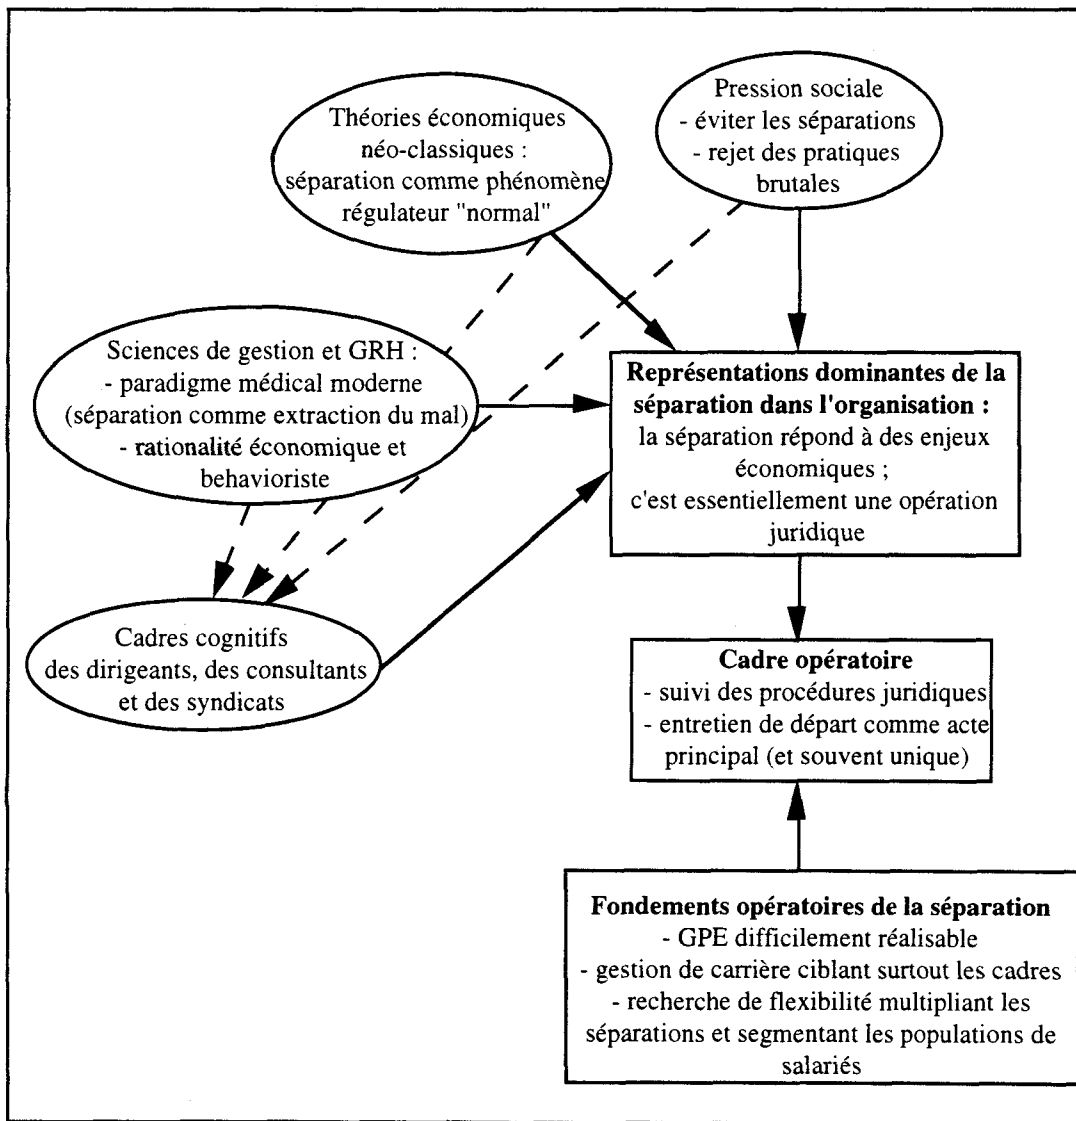 Théories économiques
néo-classiques :
séparation comme phénomène
régulateur "normal"
Pression sociale
- éviter les séparations
- rejet des pratiques
brutales
Sciences de gestion et GRH :
- paradigme médical moderne
(séparation comme extraction du mal)
- rationalité économique et
behavioriste
Représentations dominantes de la
séparation dans l'organisation :
la séparation répond à des enjeux
économiques ;
c'est essentiellement une opération
juridique
Cadres cognitifs
des dirigeants, des consultants
et des syndicats
Cadre opératoire
- suivi des procédures juridiques
- entretien de départ comme acte
principal (et souvent unique)
Fondements opératoires de la séparation
- GPE difficilement réalisable
- gestion de carrière ciblant surtout les cadres
- recherche de flexibilité multipliant les
séparations et segmentant les populations de
salariés